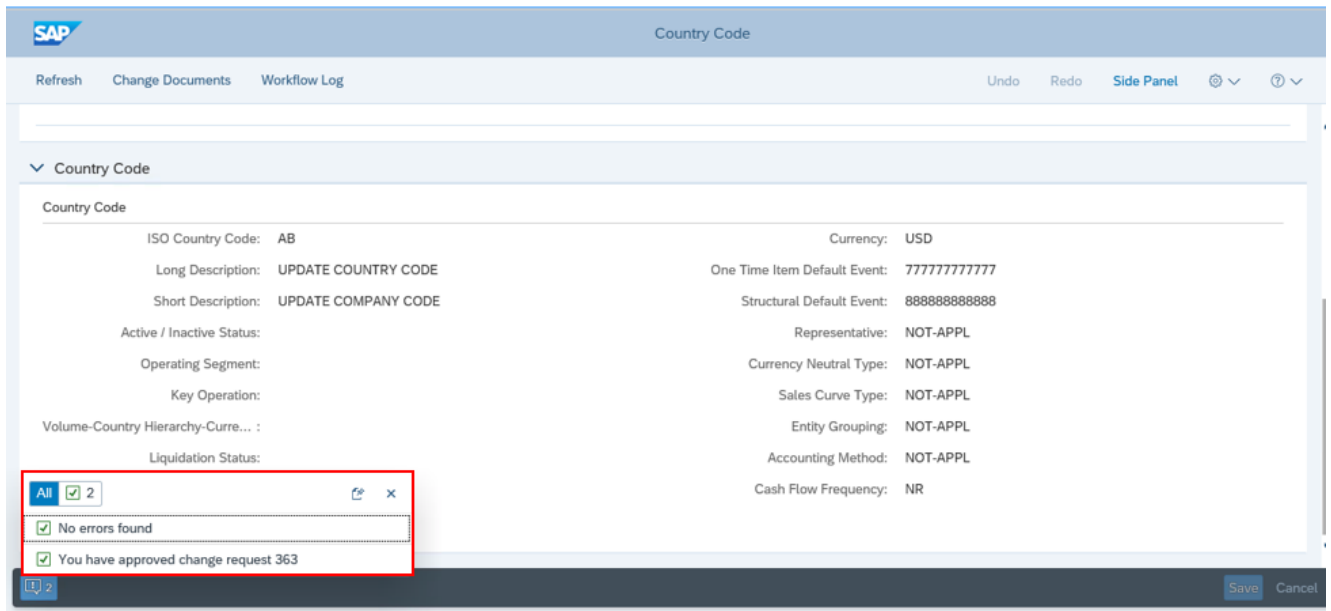 SAP
Country Code
Refresh Change Documents Workflow Log Undo Redo Side Panel
Country Code
Country Code
ISO Country Code: AB
Long Description: UPDATE COUNTRY CODE
Short Description: UPDATE COMPANY CODE
Active / Inactive Status:
Operating Segment:
Key Operation:
Volume-Country Hierarchy-Curre... :
Liquidation Status:
Currency: USD
One Time Item Default Event: 777777777777
Structural Default Event: 888888888888
Representative: NOT-APPL
Currency Neutral Type: NOT-APPL
Sales Curve Type: NOT-APPL
Entity Grouping: NOT-APPL
Accounting Method: NOT-APPL
Cash Flow Frequency: NR
All 2
No errors found
You have approved change request 363
2
Save Cancel